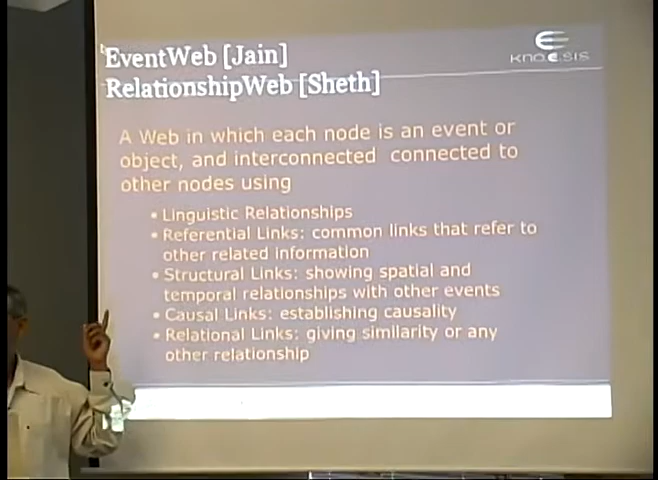 EventWeb [Jain]
RelationshipWeb [Sheth]
kno.e.sis
A Web in which each node is an event or
object, and interconnected connected to
other nodes using
• Linguistic Relationships
• Referential Links: common links that refer to
other related information
• Structural Links: showing spatial and
temporal relationships with other events
• Causal Links: establishing causality
• Relational Links: giving similarity or any
other relationship